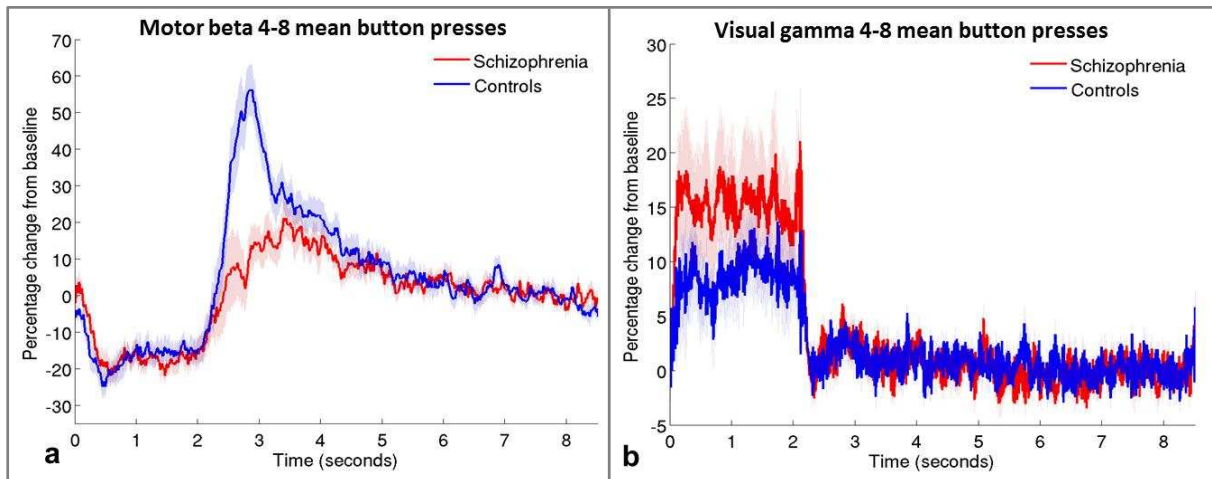 Motor beta 4-8 mean button presses
Schizophrenia
Controls
Percentage change from baseline
70
60
50
40
30
20
10
0
-10
-20
-30
0 1 2 3 4 5 6 7 8
Time (seconds)
a
Visual gamma 4-8 mean button presses
Schizophrenia
Controls
Percentage change from baseline
30
25
20
15
10
5
0
-5
0 1 2 3 4 5 6 7 8
Time (seconds)
b